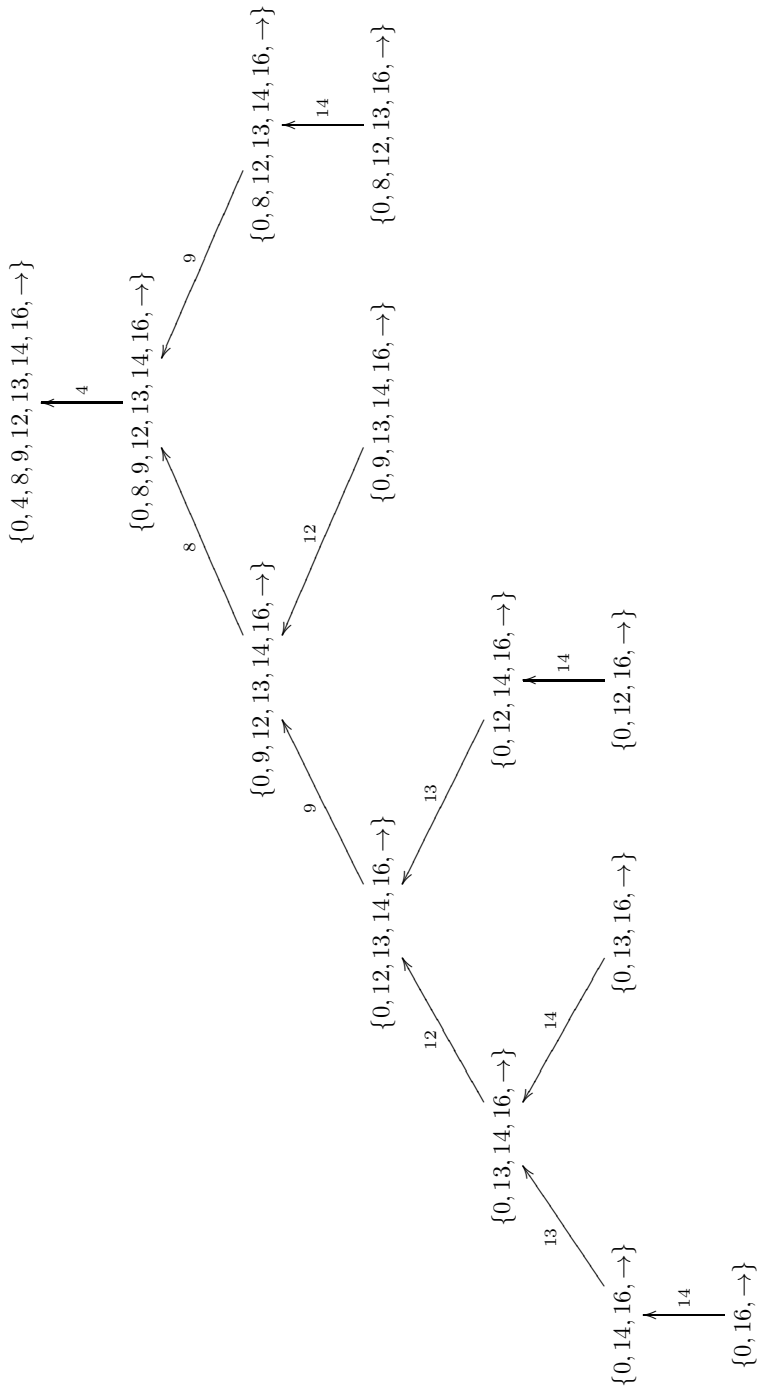 {0, 4, 8, 9, 12, 13, 14, 16, →}
4
{0, 8, 9, 12, 13, 14, 16, →}
8
9
{0, 9, 12, 13, 14, 16, →}
{0, 8, 12, 13, 14, 16, →}
9
12
14
{0, 12, 13, 14, 16, →}
{0, 9, 13, 14, 16, →}
{0, 8, 12, 13, 16, →}
12
13
{0, 13, 14, 16, →}
{0, 12, 14, 16, →}
13
14
14
{0, 14, 16, →}
{0, 13, 16, →}
{0, 12, 16, →}
14
{0, 16, →}